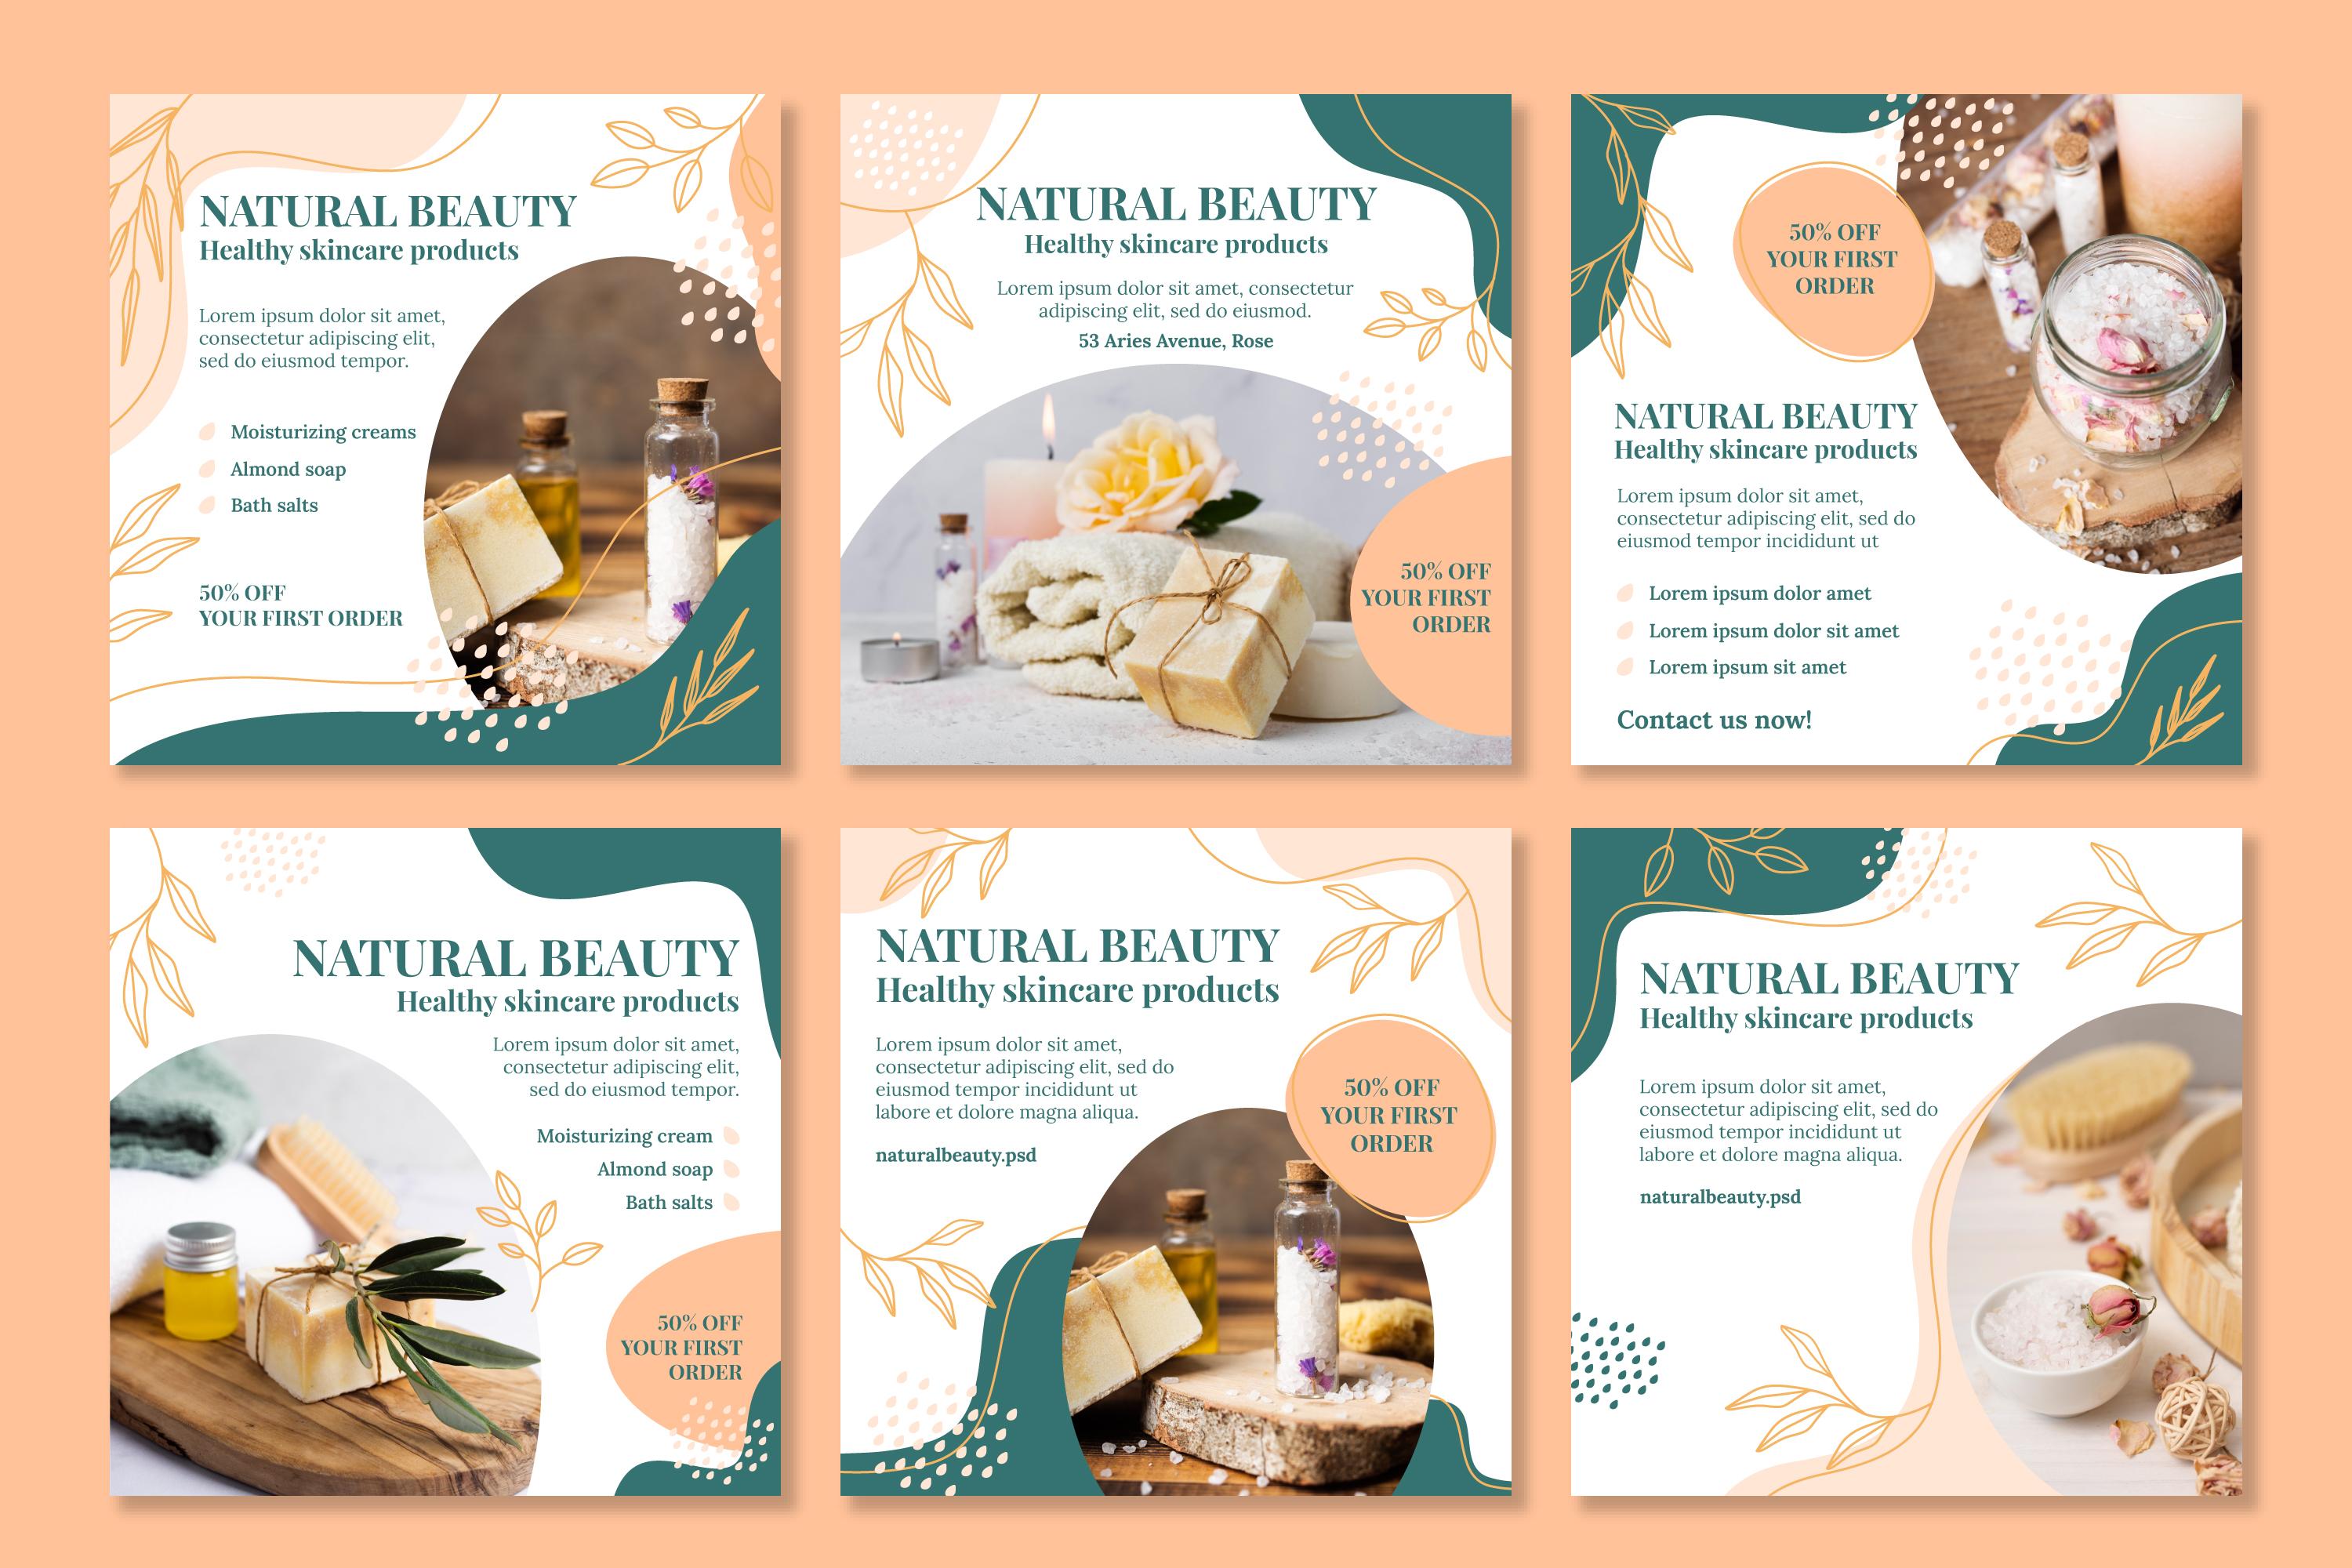 NATURAL BEAUTY
Healthy skincare products
Lorem ipsum dolor sit amet,
consectetur adipiscing elit,
sed do eiusmod tempor.
Moisturizing creams
Almond soap
Bath salts
50% OFF
YOUR FIRST ORDER
NATURAL BEAUTY
Healthy skincare products
Lorem ipsum dolor sit amet, consectetur
adipiscing elit, sed do eiusmod.
53 Aries Avenue, Rose
50% OFF
YOUR FIRST
ORDER
50% OFF
YOUR FIRST
ORDER
NATURAL BEAUTY
Healthy skincare products
Lorem ipsum dolor sit amet,
consectetur adipiscing elit, sed do
eiusmod tempor incididunt ut
Lorem ipsum dolor amet
Lorem ipsum dolor sit amet
Lorem ipsum sit amet
Contact us now!
NATURAL BEAUTY
Healthy skincare products
Lorem ipsum dolor sit amet,
consectetur adipiscing elit,
sed do eiusmod tempor.
Moisturizing cream
Almond soap
Bath salts
50% OFF
YOUR FIRST
ORDER
NATURAL BEAUTY
Healthy skincare products
Lorem ipsum dolor sit amet,
consectetur adipiscing elit, sed do
eiusmod tempor incididunt ut
labore et dolore magna aliqua.
naturalbeauty.psd
50% OFF
YOUR FIRST
ORDER
NATURAL BEAUTY
Healthy skincare products
Lorem ipsum dolor sit amet,
consectetur adipiscing elit, sed do
eiusmod tempor incididunt ut
labore et dolore magna aliqua.
naturalbeauty.psd